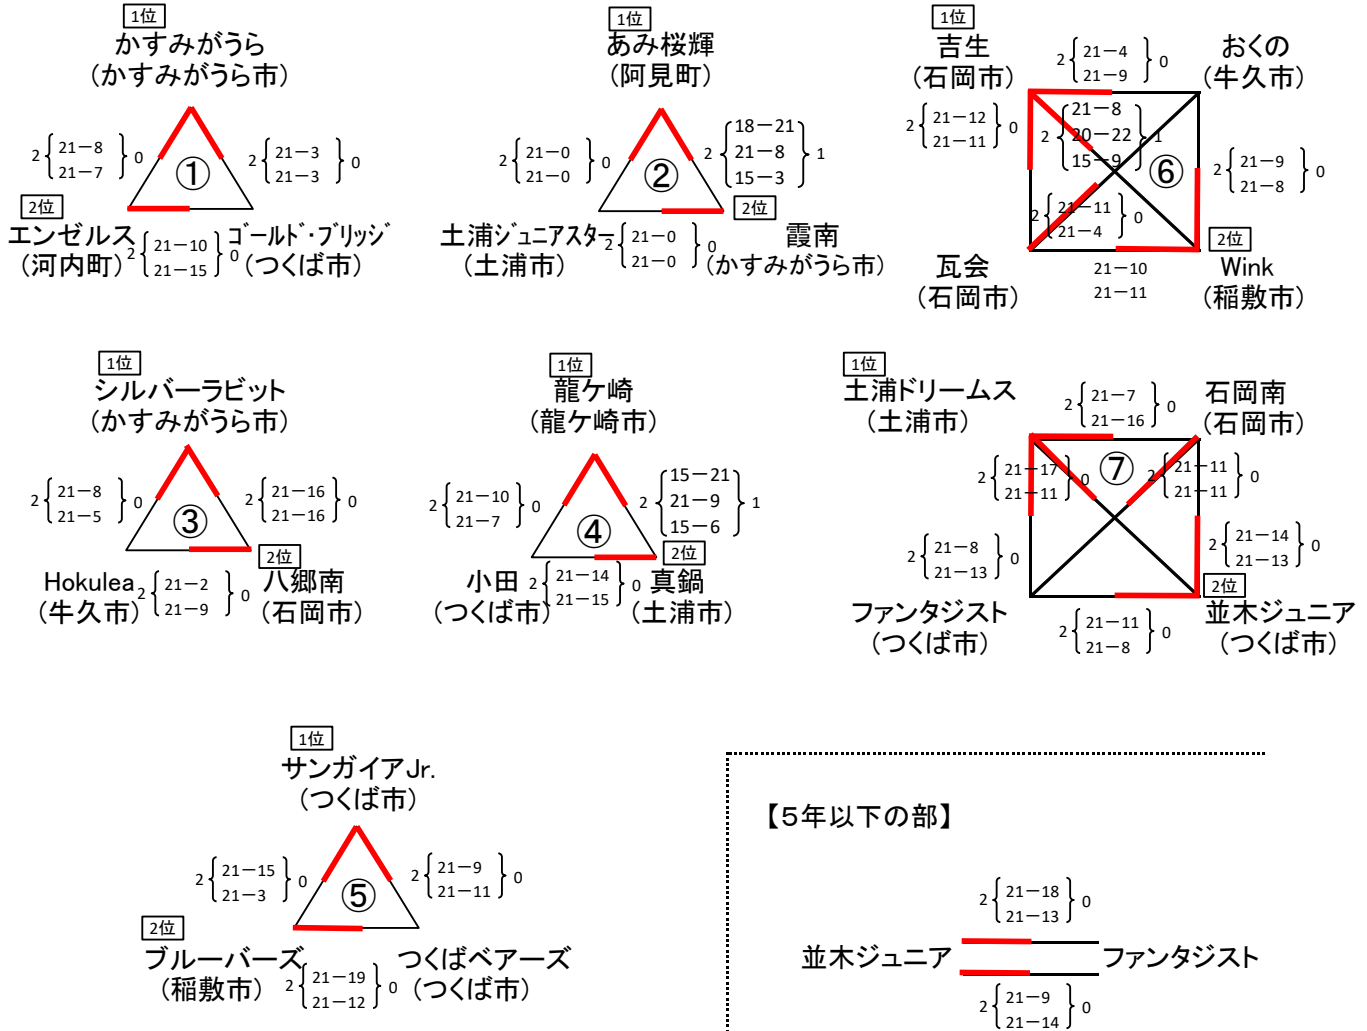 1位
かすみがうら
(かすみがうら市)
2 21-8 0
21-7
2 21-3 0
21-3
①
2位
エンゼルス
(河内町)
2 21-10 0
21-15
ゴールド・ブリッジ
(つくば市)
1位
あみ桜輝
(阿見町)
2 21-0 0
21-0
18-21
2 21-8 1
15-3
②
2位
土浦ジュニアスター
(土浦市)
2 21-0 0
21-0
霞南
(かすみがうら市)
1位
吉生
(石岡市)
2 21-4 0
21-9
おくの
(牛久市)
2 21-12 0
21-11
21-8
2 20-22 1
15-9
⑥
2 21-9 0
21-8
2 21-11 0
21-4
2位
瓦会
(石岡市)
21-10
21-11
Wink
(稲敷市)
1位
シルバーラビット
(かすみがうら市)
2 21-8 0
21-5
2 21-16 0
21-16
③
2位
Hokulea
(牛久市)
2 21-2 0
21-9
八郷南
(石岡市)
1位
龍ケ崎
(龍ケ崎市)
2 21-10 0
21-7
15-21
2 21-9 1
15-6
④
2位
小田
(つくば市)
2 21-14 0
21-15
真鍋
(土浦市)
1位
土浦ドリームス
(土浦市)
2 21-7 0
21-16
石岡南
(石岡市)
2 21-17 0
21-11
⑦
2 21-11 0
21-11
2 21-8 0
21-13
2 21-14 0
21-13
2位
ファンタジスト
(つくば市)
2 21-11 0
21-8
並木ジュニア
(つくば市)
1位
サンガイアJr.
(つくば市)
2 21-15 0
21-3
2 21-9 0
21-11
⑤
2位
ブルーバーズ
(稲敷市)
2 21-19 0
21-12
つくばベアーズ
(つくば市)
【5年以下の部】
2 21-18 0
21-13
並木ジュニア
ファンタジスト
2 21-9 0
21-14